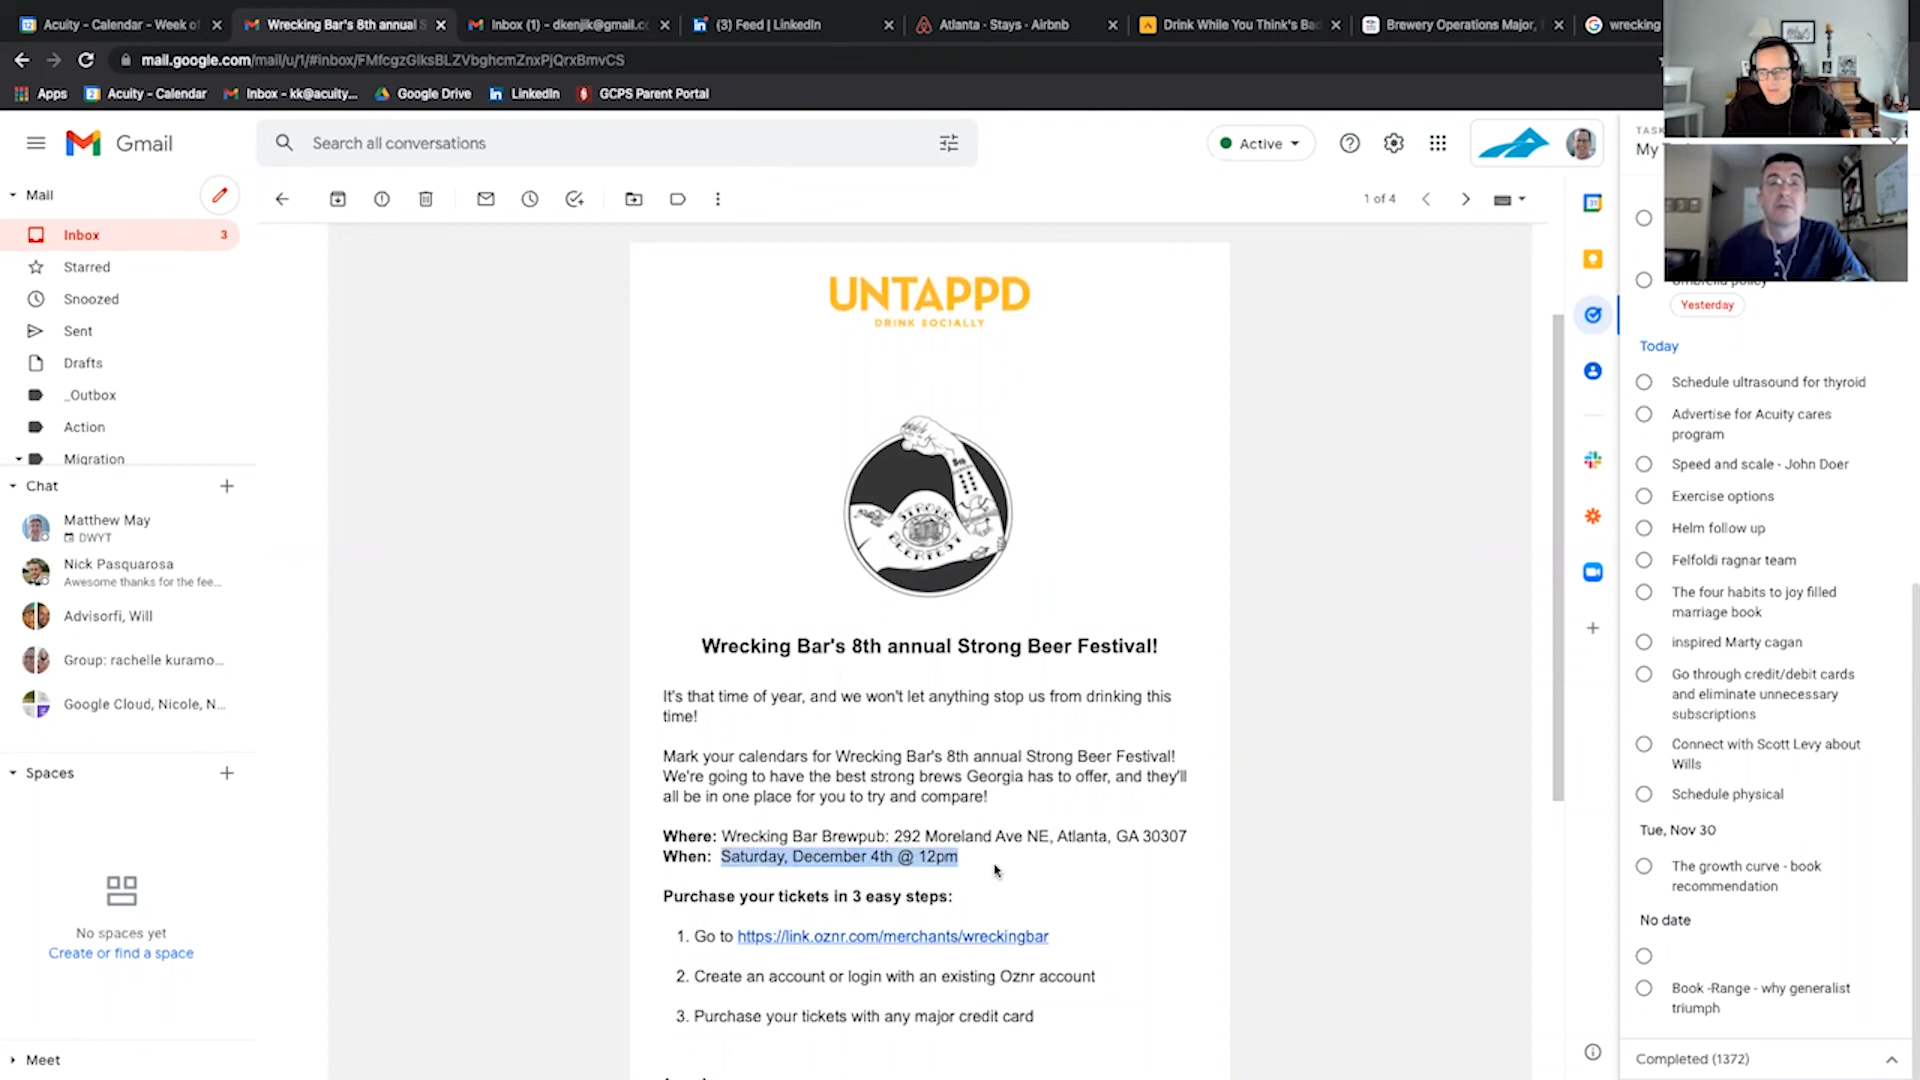 Acuity - Calendar - Week of
Wrecking Bar's 8th annual S
Inbox (1) - dkenjik@gmail.c
(3) Feed | LinkedIn
Atlanta - Stays - Airbnb
Drink While You Think's Ba
Brewery Operations Major,
wrecking
mail.google.com/mail/u/1/#inbox/FMfcgzGlksBLZVbghcmZnxPjQrxBmvCS
Apps
Acuity - Calendar
Inbox - kk@acuity...
Google Drive
LinkedIn
GCPS Parent Portal
Gmail
Search all conversations
Active
TASK
My T
Mail
Inbox 3
Starred
Snoozed
Sent
Drafts
_Outbox
Action
Migration
Chat
Matthew May
DWYT
Nick Pasquarosa
Awesome thanks for the fee...
Advisorfi, Will
Group: rachelle kuramo...
Google Cloud, Nicole, N...
Spaces
No spaces yet
Create or find a space
Meet
1 of 4
UNTAPPD
DRINK SOCIALLY
STRONG
BEERFEST
Wrecking Bar's 8th annual Strong Beer Festival!
It's that time of year, and we won't let anything stop us from drinking this
time!
Mark your calendars for Wrecking Bar's 8th annual Strong Beer Festival!
We're going to have the best strong brews Georgia has to offer, and they'll
all be in one place for you to try and compare!
Where: Wrecking Bar Brewpub: 292 Moreland Ave NE, Atlanta, GA 30307
When: Saturday, December 4th @ 12pm
Purchase your tickets in 3 easy steps:
1. Go to https://link.oznr.com/merchants/wreckingbar
2. Create an account or login with an existing Oznr account
3. Purchase your tickets with any major credit card
Umbrella policy
Yesterday
Today
Schedule ultrasound for thyroid
Advertise for Acuity cares
program
Speed and scale - John Doer
Exercise options
Helm follow up
Felfoldi ragnar team
The four habits to joy filled
marriage book
inspired Marty cagan
Go through credit/debit cards
and eliminate unnecessary
subscriptions
Connect with Scott Levy about
Wills
Schedule physical
Tue, Nov 30
The growth curve - book
recommendation
No date
Book -Range - why generalist
triumph
Completed (1372)